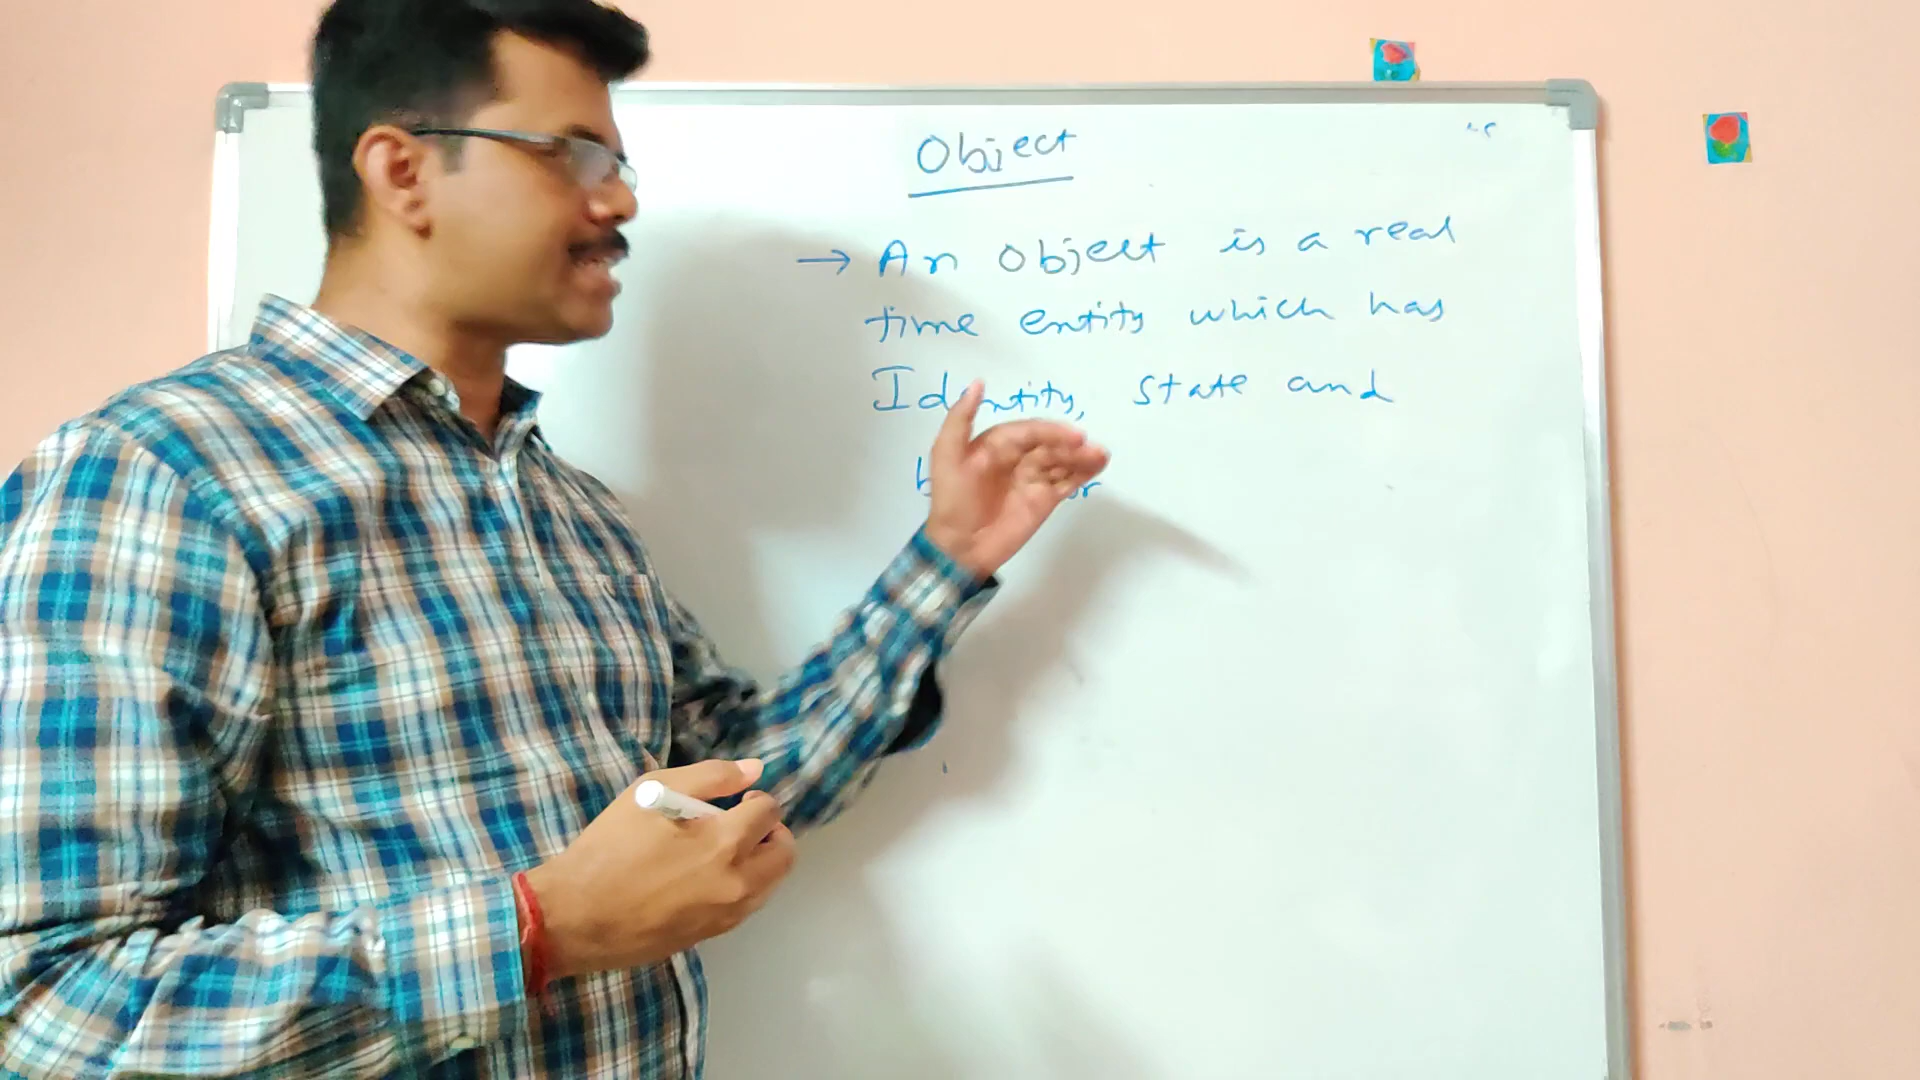 Object
→ An Object is a real
time entity which has
Identity, state and